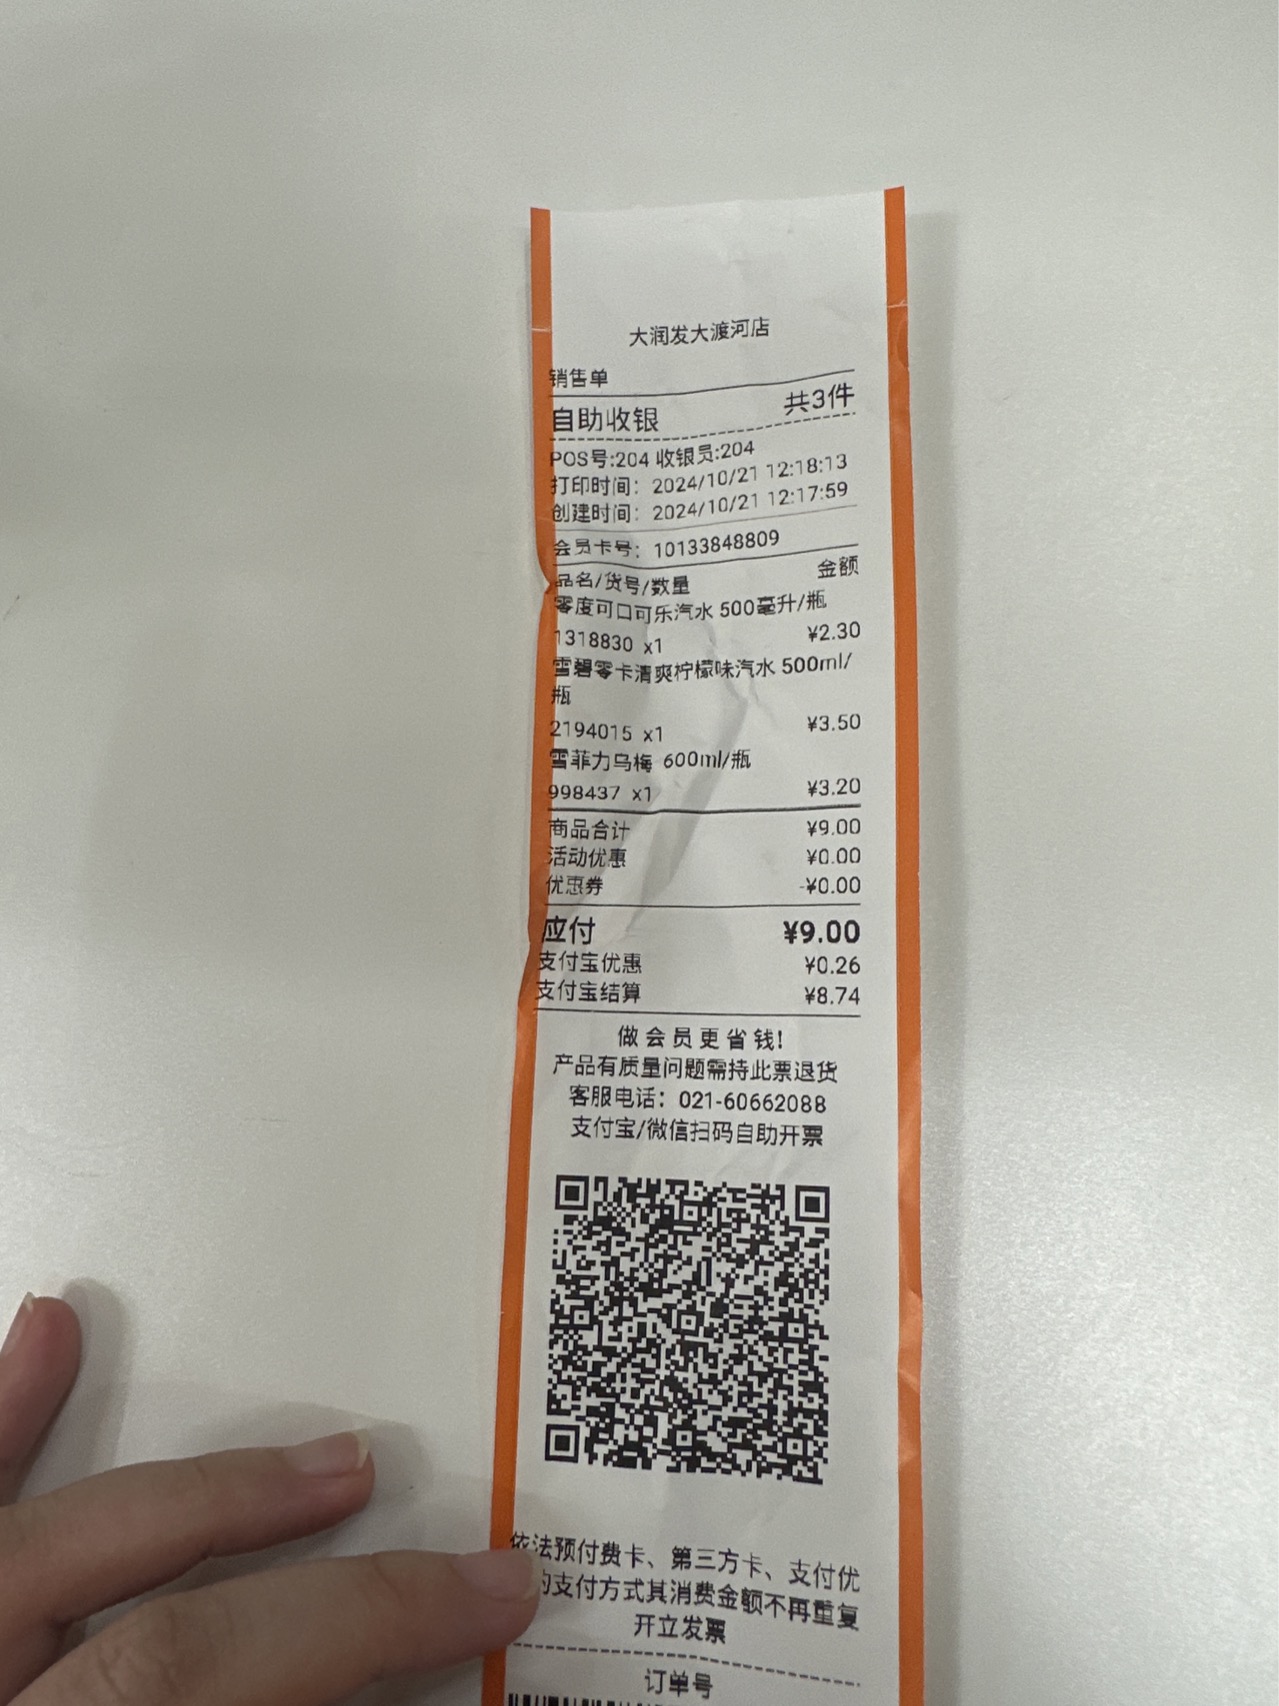 大润发大渡河店
销售单
自助收银 共3件
POS号:204 收银员:204
打印时间： 2024/10/21 12:18:13
创建时间： 2024/10/21 12:17:59
会员卡号： 10133848809
品名/货号/数量 金额
零度可口可乐汽水 500毫升/瓶
1318830 x1 ¥2.30
雪碧零卡清爽柠檬味汽水 500ml/
瓶
2194015 x1 ¥3.50
雪菲力乌梅 600ml/瓶
998437 x1 ¥3.20
商品合计 ¥9.00
活动优惠 ¥0.00
优惠券 -¥0.00
应付 ¥9.00
支付宝优惠 ¥0.26
支付宝结算 ¥8.74
做会员更省钱!
产品有质量问题需持此票退货
客服电话：021-60662088
支付宝/微信扫码自助开票
依法预付费卡、第三方卡、支付优
的支付方式其消费金额不再重复
开立发票
订单号